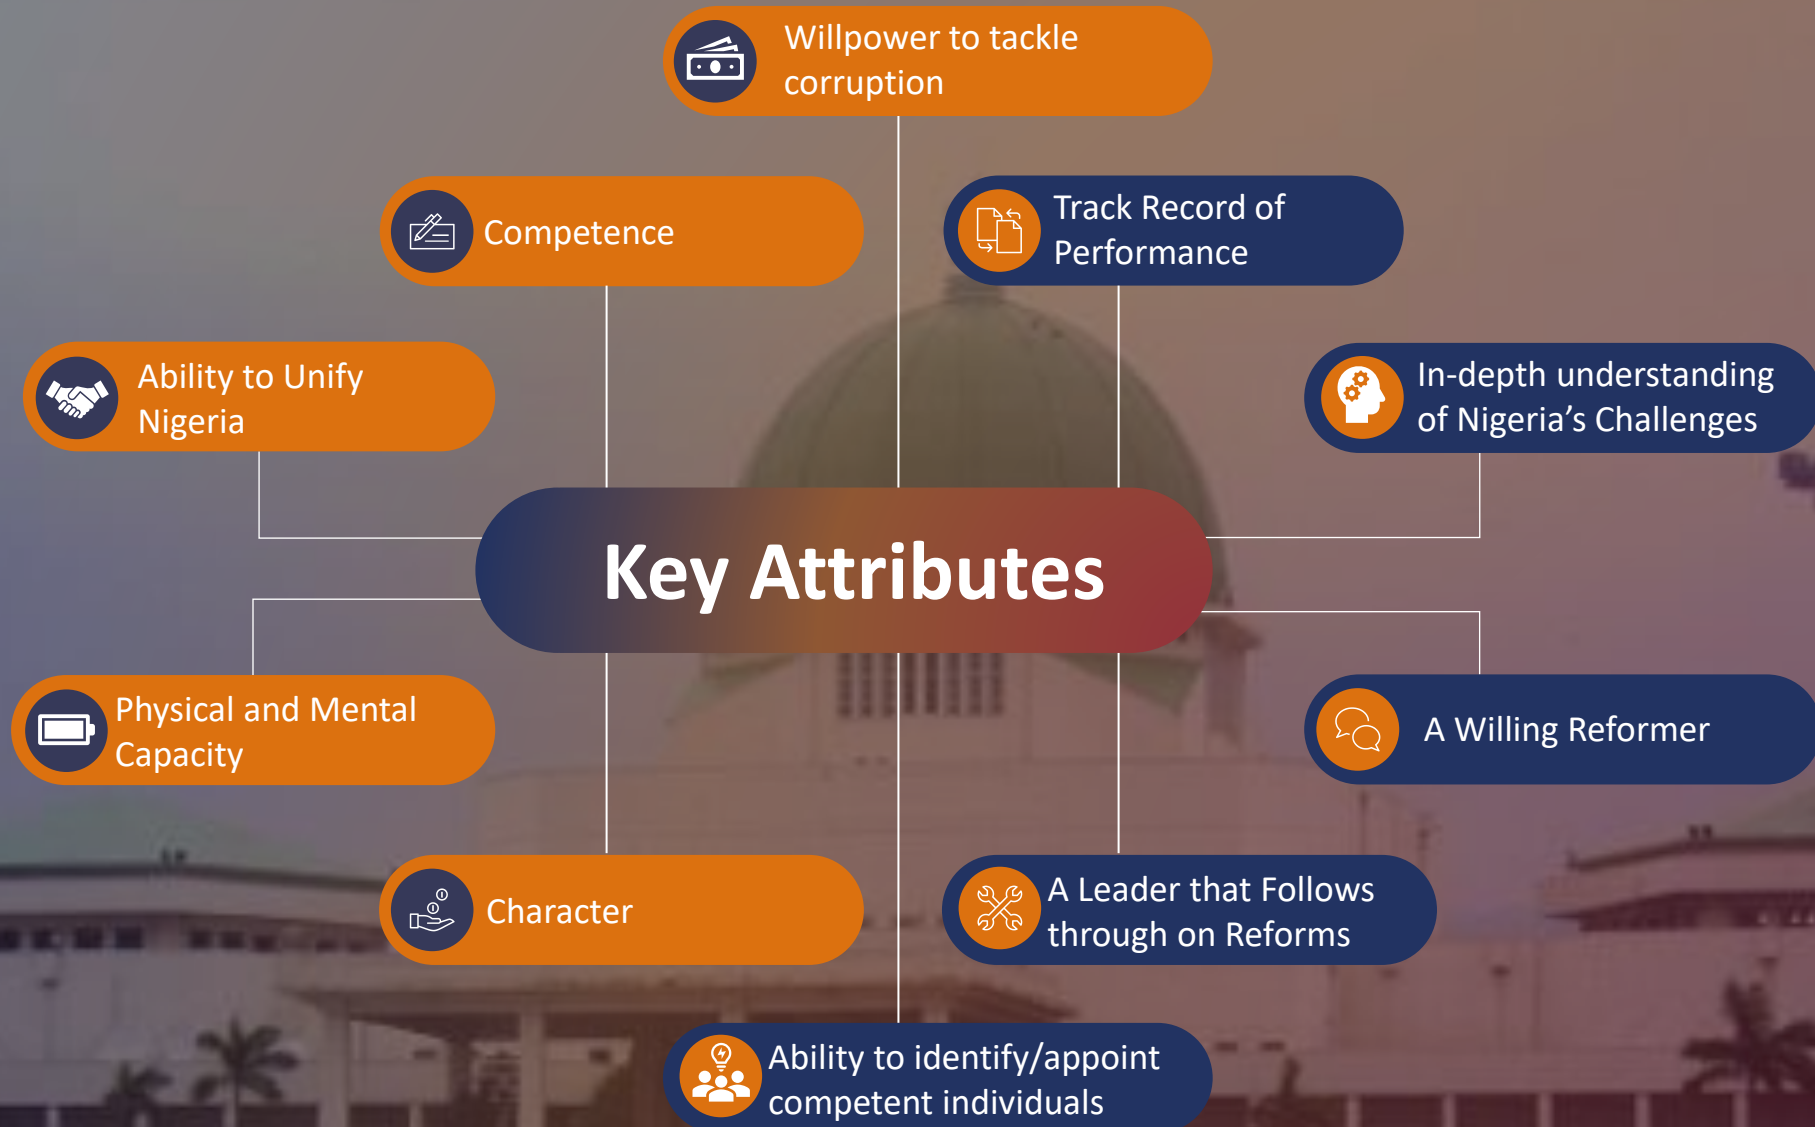 Willpower to tackle
corruption
Competence
Track Record of
Performance
Ability to Unify
Nigeria
In-depth understanding
of Nigeria’s Challenges
Key Attributes
Physical and Mental
Capacity
A Willing Reformer
Character
A Leader that Follows
through on Reforms
Ability to identify/appoint
competent individuals